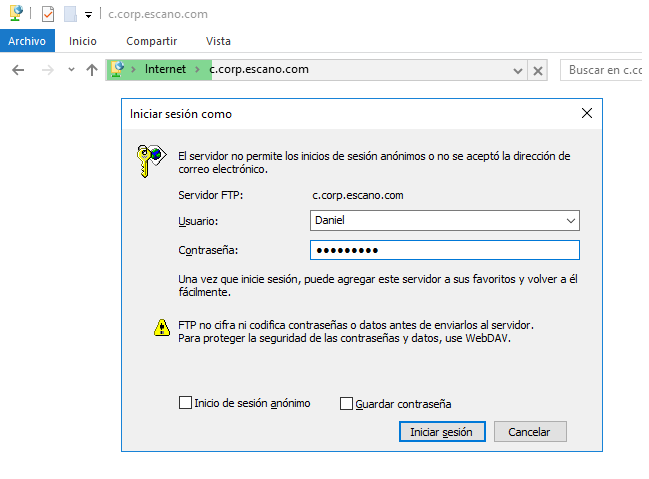 c.corp.escano.com
Archivo Inicio Compartir Vista
Internet c.corp.escano.com Buscar en c.co
Iniciar sesión como
El servidor no permite los inicios de sesión anónimos o no se aceptó la dirección de
correo electrónico.
Servidor FTP: c.corp.escano.com
Usuario: Daniel
Contraseña: ●●●●●●●●●
Una vez que inicie sesión, puede agregar este servidor a sus favoritos y volver a él
fácilmente.
FTP no cifra ni codifica contraseñas o datos antes de enviarlos al servidor.
Para proteger la seguridad de las contraseñas y datos, use WebDAV.
Inicio de sesión anónimo Guardar contraseña
Iniciar sesión Cancelar